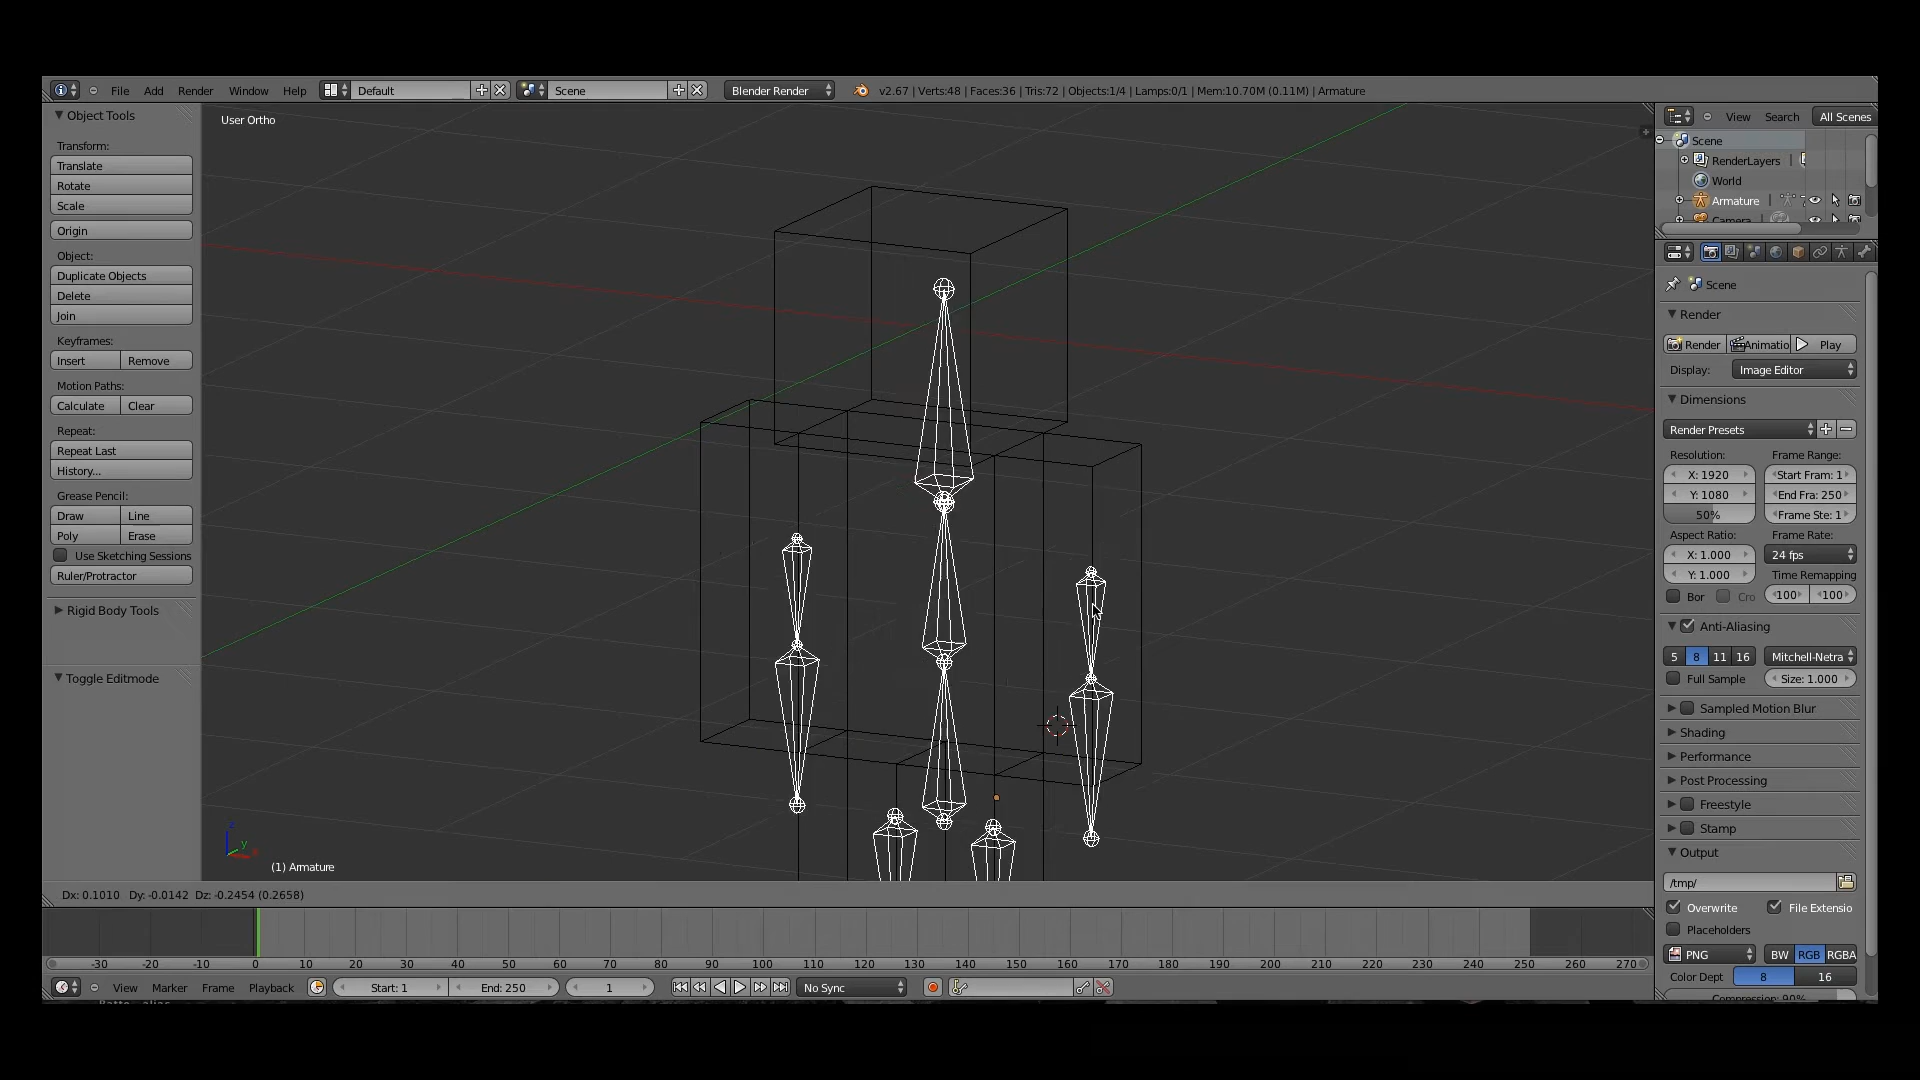 File Add Render Window Help Default Scene Blender Render v2.67 | Verts:48 | Faces:36 | Tris:72 | Objects:1/4 | Lamps:0/1 | Mem:10.70M (0.11M) | Armature
Object Tools
Transform:
Translate
Rotate
Scale
Origin
Object:
Duplicate Objects
Delete
Join
Keyframes:
Insert Remove
Motion Paths:
Calculate Clear
Repeat:
Repeat Last
History...
Grease Pencil:
Draw Line
Poly Erase
Use Sketching Sessions
Ruler/Protractor
Rigid Body Tools
Toggle Editmode
User Ortho
z
y
x
(1) Armature
Dx: 0.1010 Dy: -0.0142 Dz: -0.2454 (0.2658)
View Search All Scenes
Scene
RenderLayers |
World
Armature |
Camera
Scene
Render
Render Animatio Play
Display: Image Editor
Dimensions
Render Presets
Resolution: Frame Range:
X: 1920 Start Fram: 1
Y: 1080 End Fra: 250
50% Frame Ste: 1
Aspect Ratio: Frame Rate:
X: 1.000 24 fps
Y: 1.000 Time Remapping
Bor Cro 100 100
Anti-Aliasing
5 8 11 16 Mitchell-Netra
Full Sample Size: 1.000
Sampled Motion Blur
Shading
Performance
Post Processing
Freestyle
Stamp
Output
/tmp/
Overwrite File Extensio
Placeholders
PNG BW RGB RGBA
Color Dept 8 16
Compression: 90%
-30 -20 -10 0 10 20 30 40 50 60 70 80 90 100 110 120 130 140 150 160 170 180 190 200 210 220 230 240 250 260 270
View Marker Frame Playback Start: 1 End: 250 1 No Sync